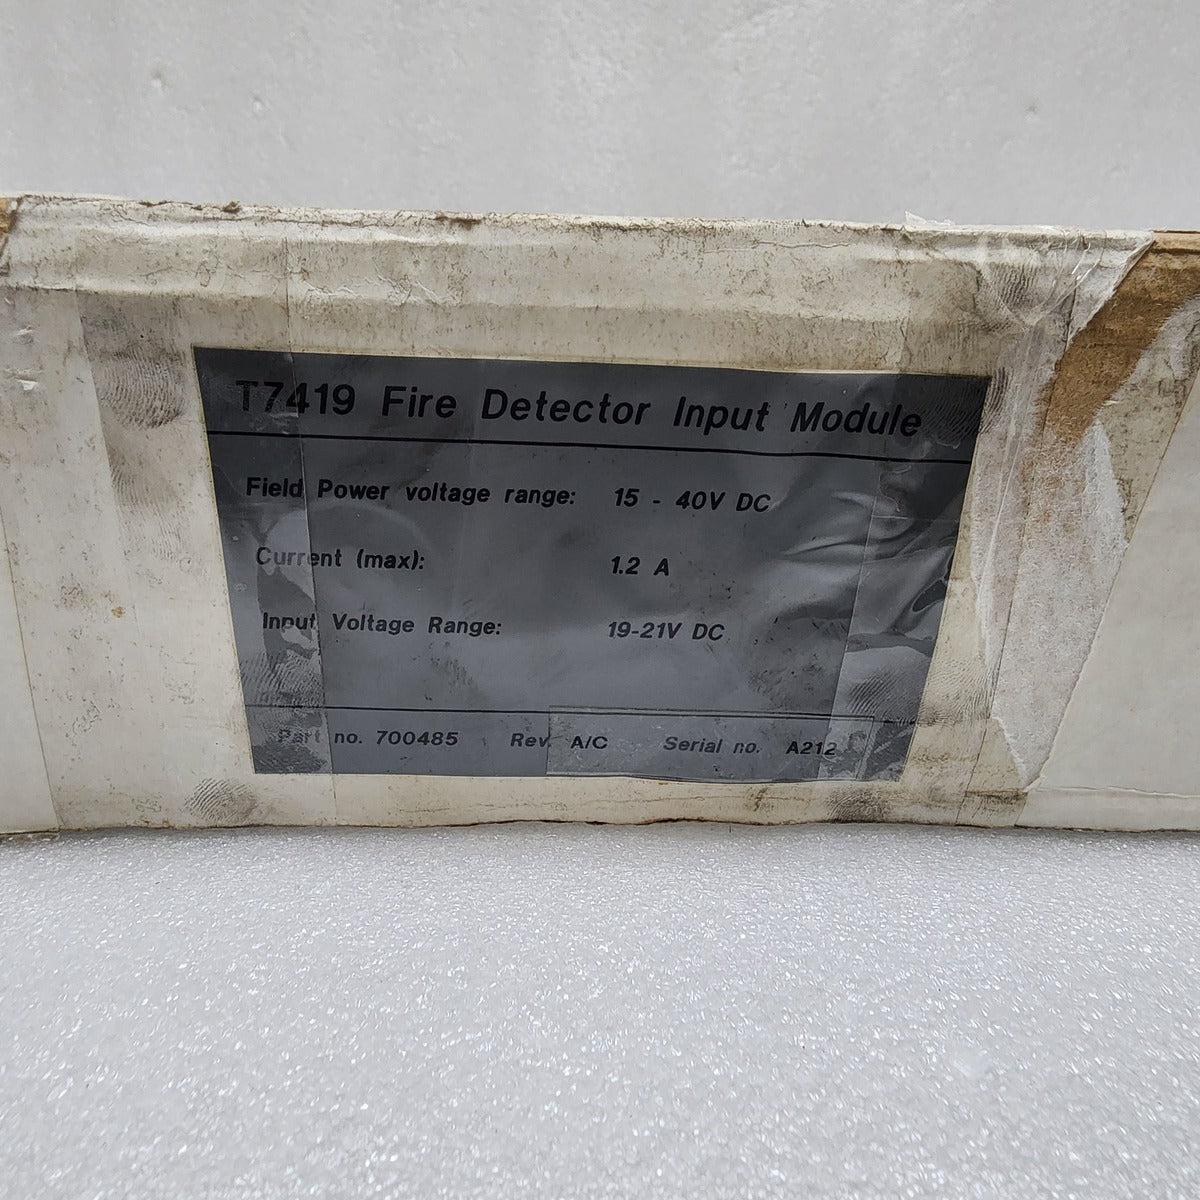 T7419 Fire Detector Input Module
Field Power voltage range: 15 - 40V DC
Current (max): 1.2 A
Input Voltage Range: 19-21V DC
Part no. 700485 Rev. A/C Serial no. A212